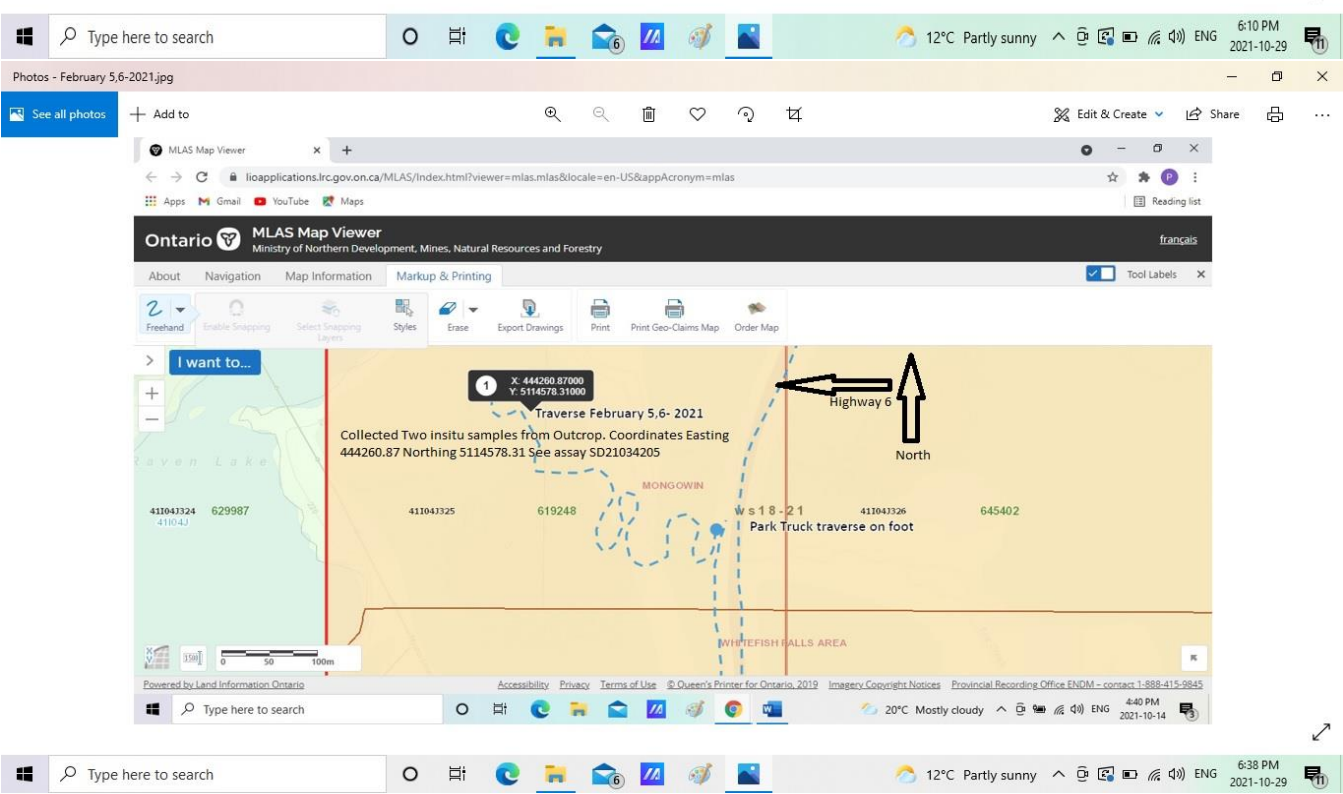 Type here to search
6
12°C Partly sunny
ENG
6:10 PM
2021-10-29
11
Photos - February 5,6-2021.jpg
See all photos
Add to
Edit & Create
Share
MLAS Map Viewer
lioapplications.lrc.gov.on.ca/MLAS/Index.html?viewer=mlas.mlas&locale=en-US&appAcronym=mlas
P
Apps
Gmail
YouTube
Maps
Reading list
Ontario
MLAS Map Viewer
Ministry of Northern Development, Mines, Natural Resources and Forestry
français
About
Navigation
Map Information
Markup & Printing
Tool Labels
Freehand
Enable Snapping
Select Snapping
Layers
Styles
Erase
Export Drawings
Print
Print Geo-Claims Map
Order Map
I want to...
1
X: 444260.87000
Y: 5114578.31000
Traverse February 5,6- 2021
Highway 6
Collected Two insitu samples from Outcrop. Coordinates Easting
444260.87 Northing 5114578.31 See assay SD21034205
North
Raven Lake
MONGOWIN
41I04J324
629987
41I04J
41I04J325
619248
ws18-21
41I04J326
645402
Park Truck traverse on foot
WHITEFISH FALLS AREA
0 50 100m
Powered by Land Information Ontario
Accessibility
Privacy
Terms of Use
© Queen's Printer for Ontario, 2019
Imagery Copyright Notices
Provincial Recording Office ENDM – contact 1-888-415-9845
Type here to search
20°C Mostly cloudy
ENG
4:40 PM
2021-10-14
3
Type here to search
6
12°C Partly sunny
ENG
6:38 PM
2021-10-29
11